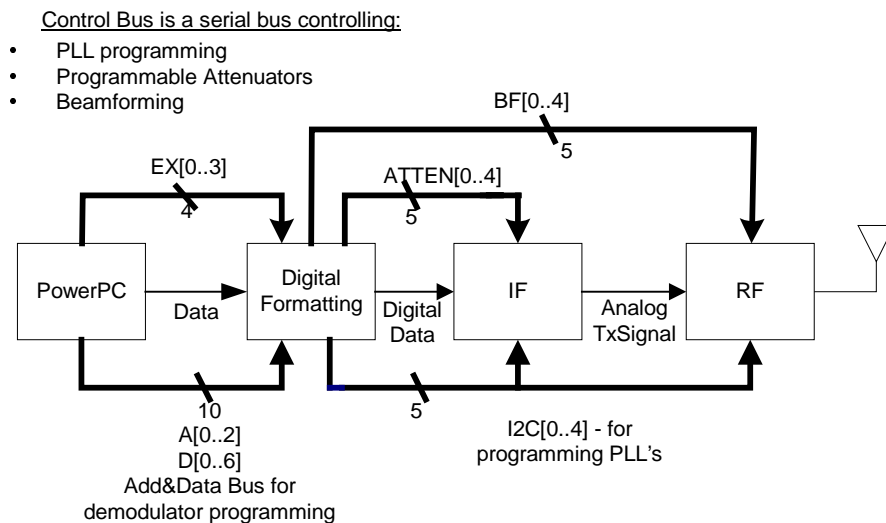 Control Bus is a serial bus controlling:
• PLL programming
• Programmable Attenuators
• Beamforming
BF[0..4]
5
EX[0..3]
4
ATTEN[0..4]
5
PowerPC
Data
Digital
Formatting
Digital
Data
IF
Analog
TxSignal
RF
10
A[0..2]
D[0..6]
Add&Data Bus for
demodulator programming
5
I2C[0..4] - for
programming PLL's